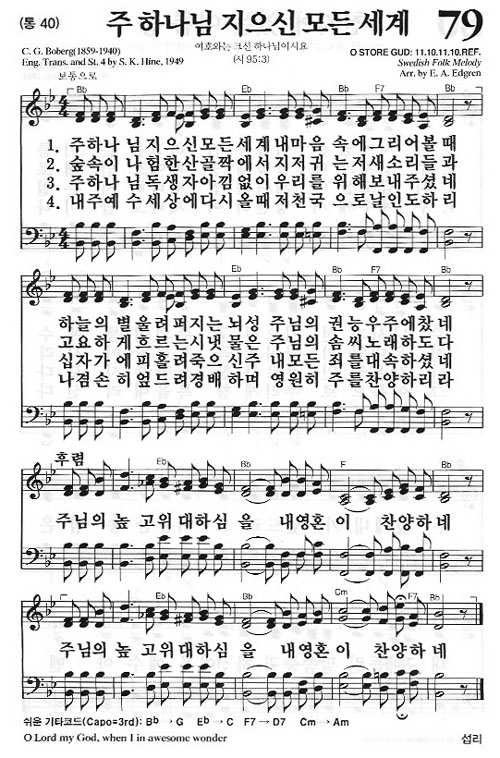 (통 40)
주 하나님 지으신 모든 세계
79
여호와는 크신 하나님이시요
(시 95:3)
C. G. Boberg(1859-1940)
Eng. Trans. and St. 4 by S. K. Hine, 1949
O STORE GUD: 11.10.11.10.REF.
Swedish Folk Melody
Arr. by E. A. Edgren
보통으로
Bb Eb Bb F7 Bb
1. 주하나 님 지으신모든 세계 내마음 속에그리어볼 때
2. 숲속이 나 험한산골짝 에서 지저귀 는 저새소리들 과
3. 주하나 님독생자아낌 없이 우리를 위해보내주셨 네
4. 내주예 수세상에다시 올때 저천국 으로날인도하 리
Eb Bb F7 Bb
하늘의 별 울려퍼지는 뇌성 주님의 권능우주에찼 네
고요하 게흐르는시냇 물은 주님의 솜씨노래하도 다
십자가 에피흘려죽으 신주 내모든 죄를대속하셨 네
나겸손 히엎드려경배 하며 영원히 주를찬양하리 라
후렴
Eb Bb F Bb
주님의 높 고위대하심 을 내영혼 이 찬양하 네
Eb Bb Cm F7 Bb
주님의 높 고위대하심 을 내영혼 이 찬양하 네
쉬운 기타코드(Capo=3rd): Bb → G Eb → C F7 → D7 Cm → Am
O Lord my God, when I in awesome wonder
섭리